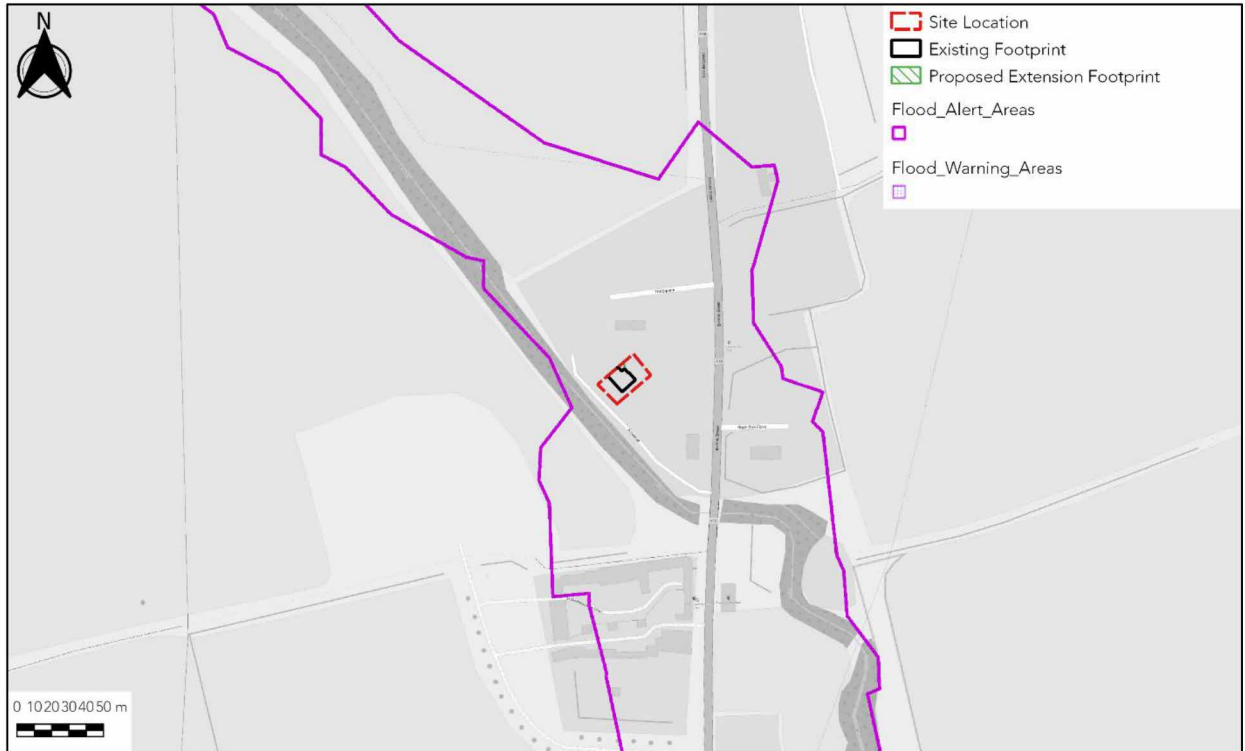 N
Site Location
Existing Footprint
Proposed Extension Footprint
Flood_Alert_Areas
Flood_Warning_Areas
0 1020304050 m